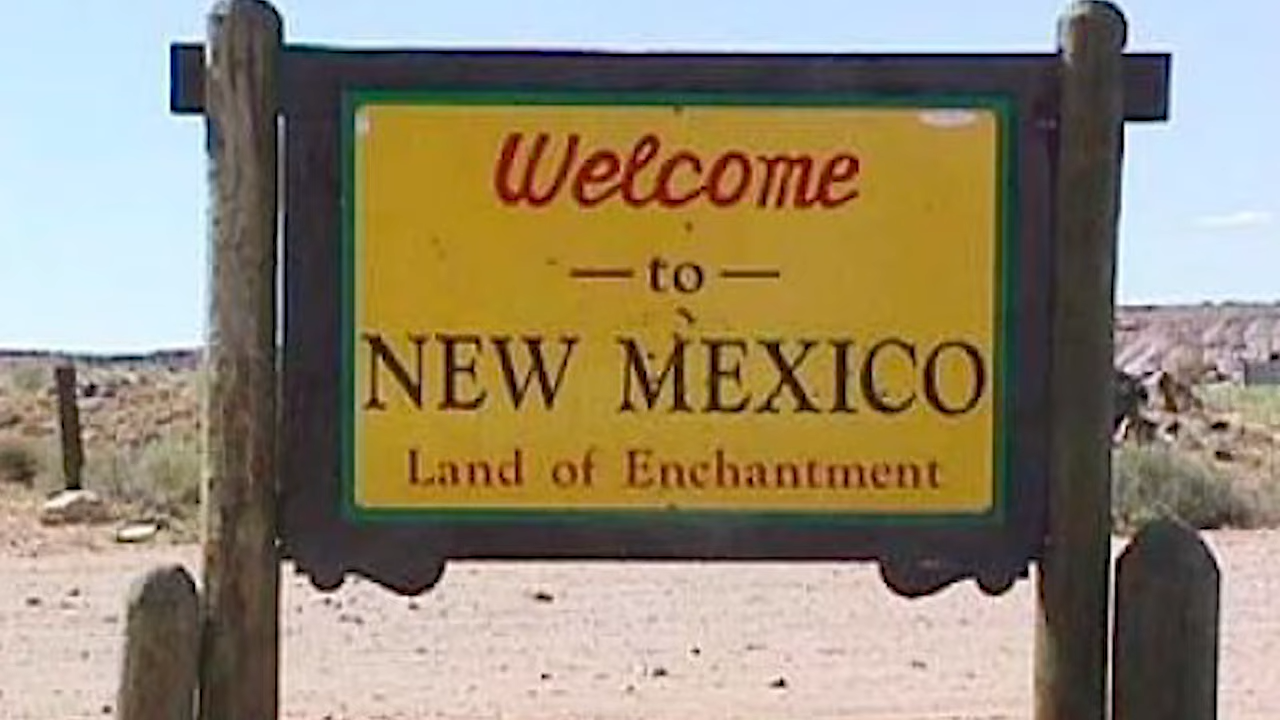 Welcome
— to —
NEW MEXICO
Land of Enchantment